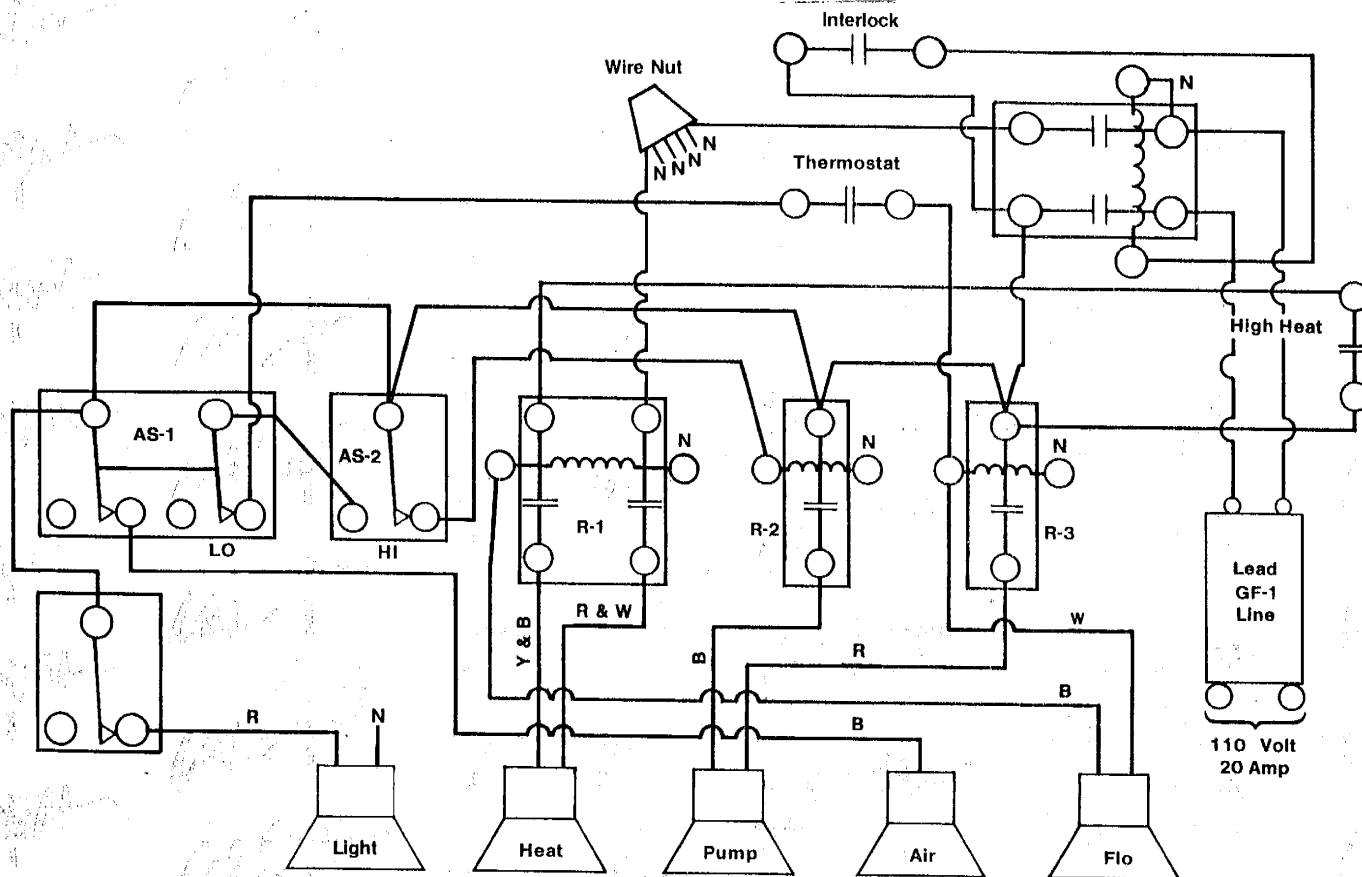 Interlock
Wire Nut
N
N
N
N
N
Thermostat
High Heat
AS-1
AS-2
N
N
N
R-1
R-2
R-3
LO
HI
Lead
GF-1
Line
Y & B
R & W
B
R
W
B
R
N
B
110 Volt
20 Amp
Light
Heat
Pump
Air
Flo